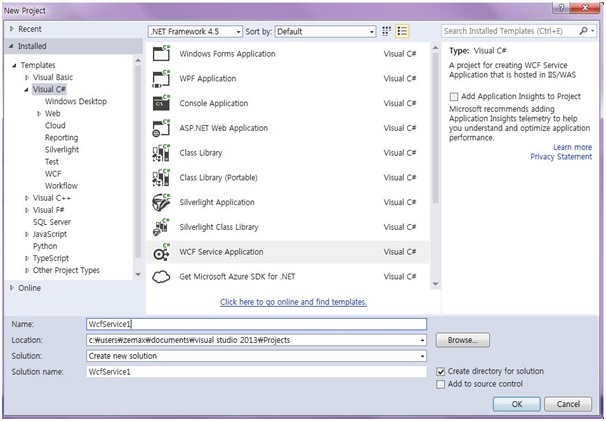 New Project
Recent
Installed
Templates
Visual Basic
Visual C#
Windows Desktop
Web
Cloud
Reporting
Silverlight
Test
WCF
Workflow
Visual C++
Visual F#
SQL Server
JavaScript
Python
TypeScript
Other Project Types
Online
.NET Framework 4.5
Sort by:
Default
Windows Forms Application Visual C#
WPF Application Visual C#
Console Application Visual C#
ASP.NET Web Application Visual C#
Class Library Visual C#
Class Library (Portable) Visual C#
Silverlight Application Visual C#
Silverlight Class Library Visual C#
WCF Service Application Visual C#
Get Microsoft Azure SDK for .NET Visual C#
Click here to go online and find templates.
Search Installed Templates (Ctrl+E)
Type: Visual C#
A project for creating WCF Service
Application that is hosted in IIS/WAS
Add Application Insights to Project
Microsoft recommends adding
Application Insights telemetry to help
you understand and optimize application
performance.
Learn more
Privacy Statement
Name: WcfService1
Location: c:₩users₩zemax₩documents₩visual studio 2013₩Projects
Browse...
Solution: Create new solution
Solution name: WcfService1
Create directory for solution
Add to source control
OK
Cancel